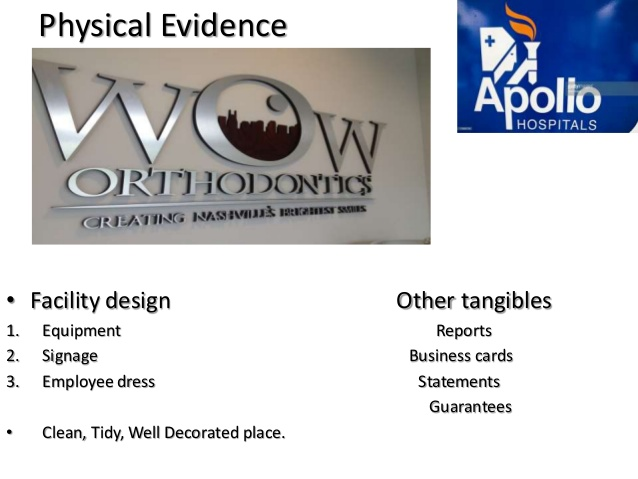 Physical Evidence
Apollo
HOSPITALS
WOW
ORTHODONTICS
CREATING NASHVILLE'S BRIGHTEST SMILES
• Facility design
Other tangibles
1. Equipment
Reports
2. Signage
Business cards
3. Employee dress
Statements
Guarantees
• Clean, Tidy, Well Decorated place.